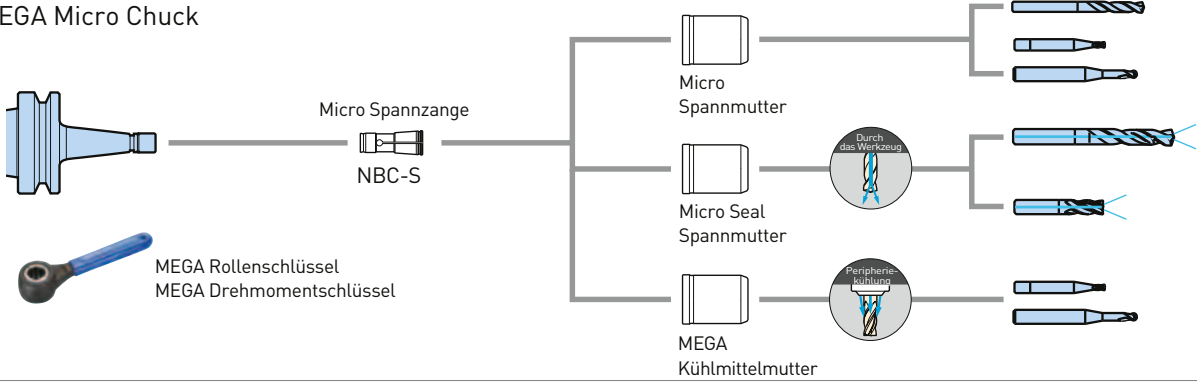 EGA Micro Chuck
Micro Spannzange
NBC-S
MEGA Rollenschlüssel
MEGA Drehmomentschlüssel
Micro
Spannmutter
Durch
das Werkzeug
Micro Seal
Spannmutter
Peripherie-
kühlung
MEGA
Kühlmittelmutter